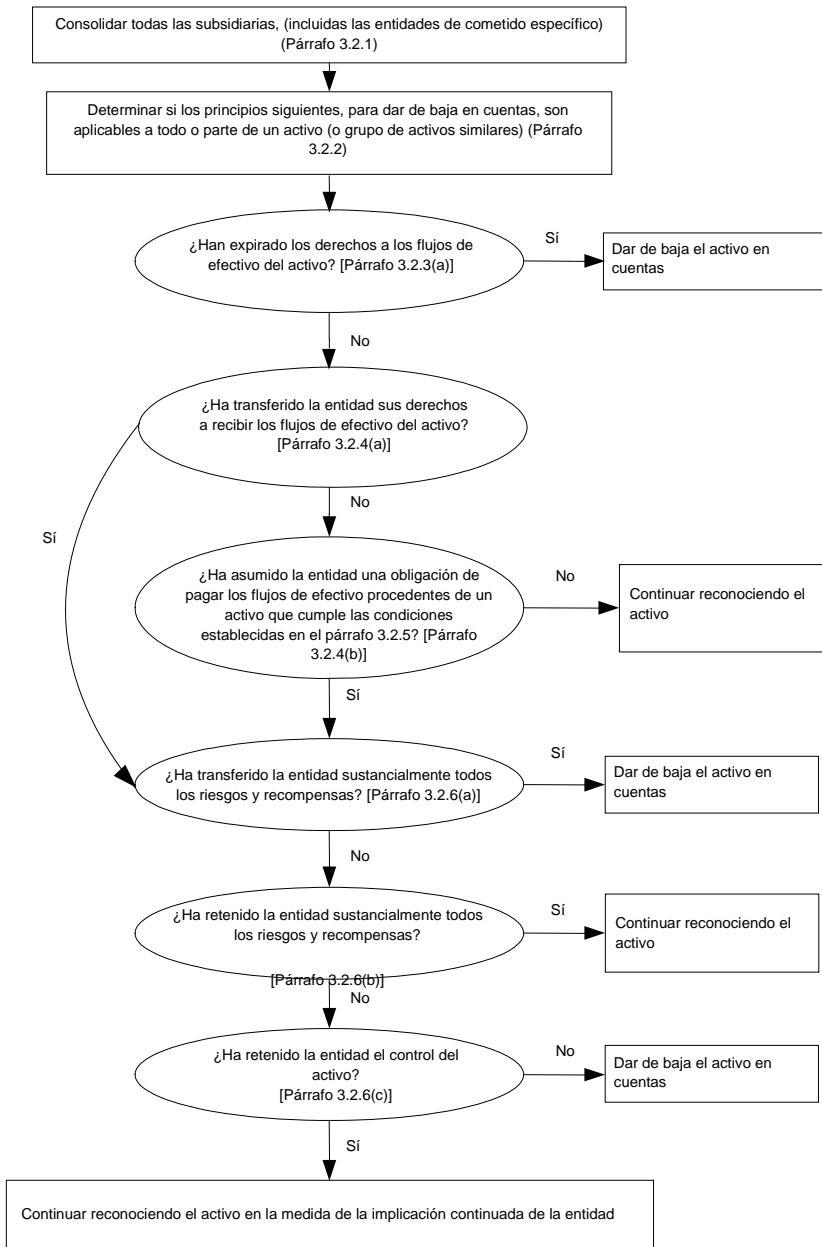 Consolidar todas las subsidiarias, (incluidas las entidades de cometido específico)
(Párrafo 3.2.1)
Determinar si los principios siguientes, para dar de baja en cuentas, son
aplicables a todo o parte de un activo (o grupo de activos similares) (Párrafo
3.2.2)
¿Han expirado los derechos a los flujos de
efectivo del activo? [Párrafo 3.2.3(a)]
Sí
Dar de baja el activo en
cuentas
No
¿Ha transferido la entidad sus derechos
a recibir los flujos de efectivo del activo?
[Párrafo 3.2.4(a)]
No
Sí
¿Ha asumido la entidad una obligación de
pagar los flujos de efectivo procedentes de un
activo que cumple las condiciones
establecidas en el párrafo 3.2.5? [Párrafo
3.2.4(b)]
No
Continuar reconociendo el
activo
Sí
¿Ha transferido la entidad sustancialmente todos
los riesgos y recompensas? [Párrafo 3.2.6(a)]
Sí
Dar de baja el activo en
cuentas
No
¿Ha retenido la entidad sustancialmente todos
los riesgos y recompensas?
[Párrafo 3.2.6(b)]
Sí
Continuar reconociendo el
activo
No
¿Ha retenido la entidad el control del
activo?
[Párrafo 3.2.6(c)]
No
Dar de baja el activo en
cuentas
Sí
Continuar reconociendo el activo en la medida de la implicación continuada de la entidad